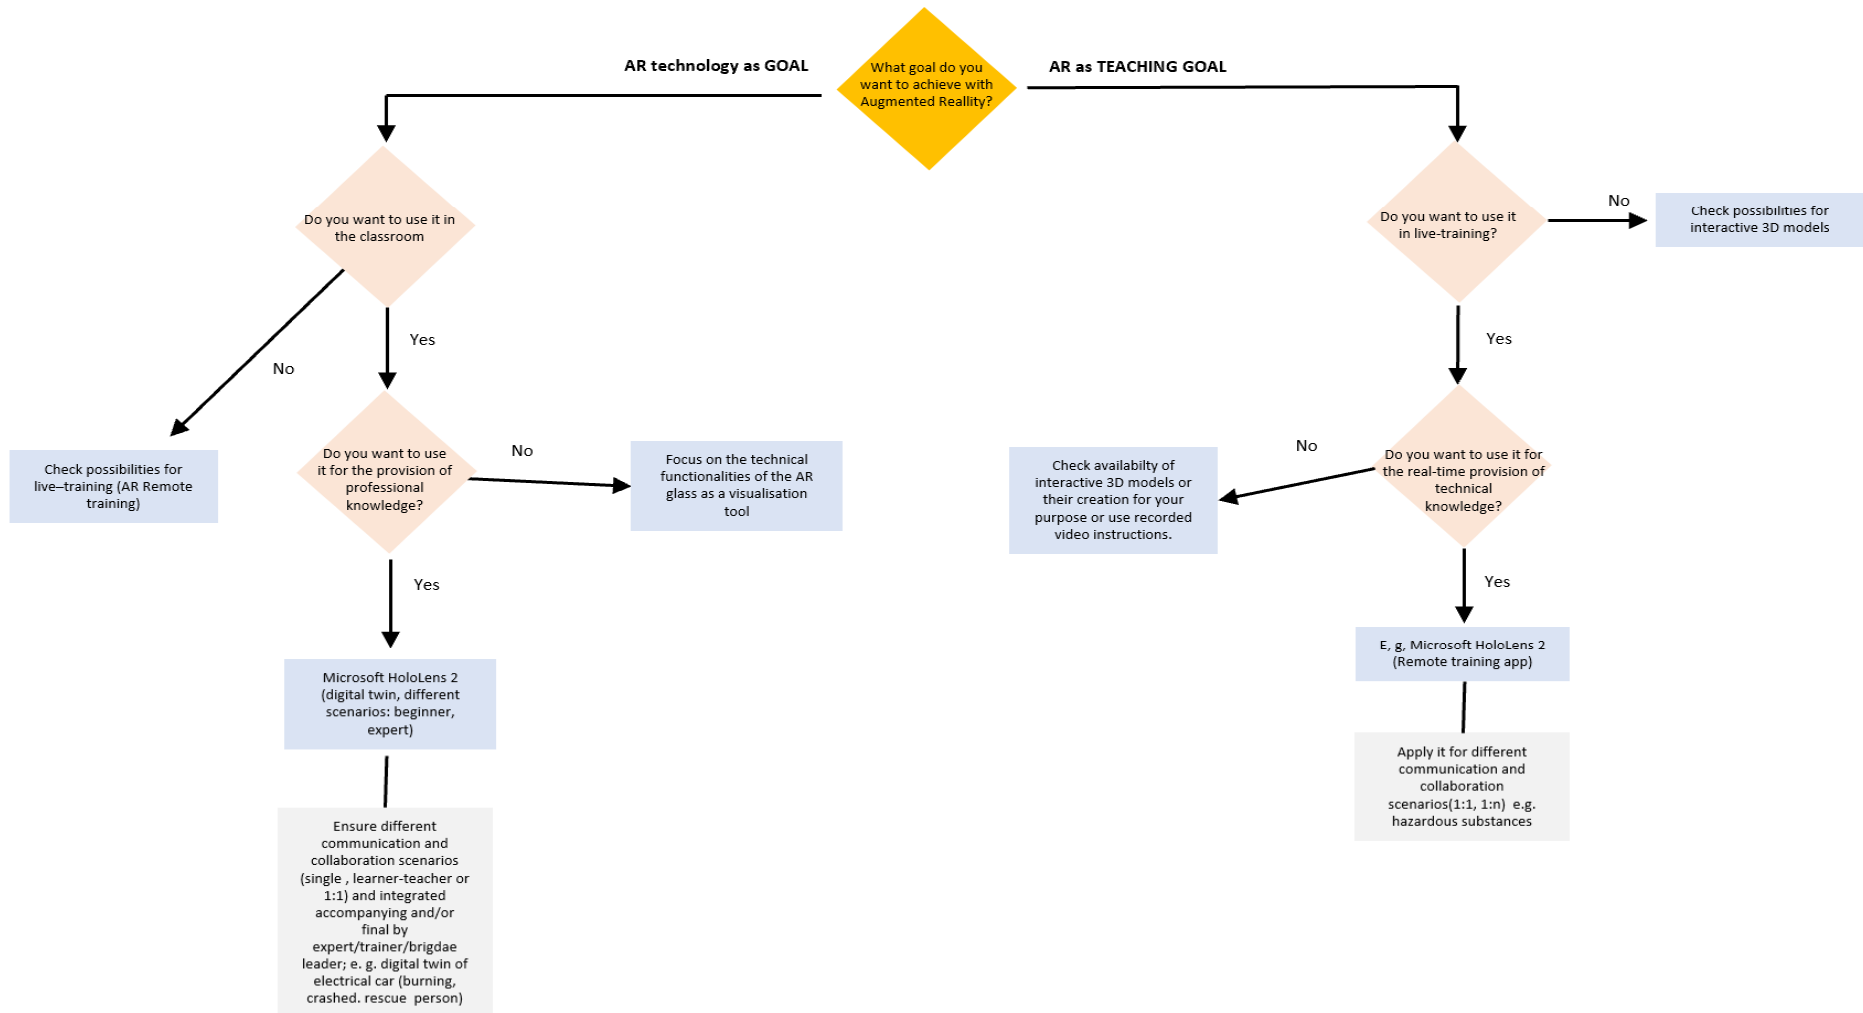 AR technology as GOAL
What goal do you
want to achieve with
Augmented Reallity?
AR as TEACHING GOAL
Do you want to use it in
the classroom
Do you want to use it
in live-training?
No
Check possibilities for
interactive 3D models
Yes
No
Yes
Check possibilities for
live–training (AR Remote
training)
Do you want to use
it for the provision of
professional
knowledge?
No
Focus on the technical
functionalities of the AR
glass as a visualisation
tool
Check availabilty of
interactive 3D models or
their creation for your
purpose or use recorded
video instructions.
No
Do you want to use it for
the real-time provision of
technical
knowledge?
Yes
Yes
Microsoft HoloLens 2
(digital twin, different
scenarios: beginner,
expert)
E, g, Microsoft HoloLens 2
(Remote training app)
Ensure different
communication and
collaboration scenarios
(single , learner-teacher or
1:1) and integrated
accompanying and/or
final by
expert/trainer/brigdae
leader; e. g. digital twin of
electrical car (burning,
crashed. rescue  person)
Apply it for different
communication and
collaboration
scenarios(1:1, 1:n)  e.g.
hazardous substances